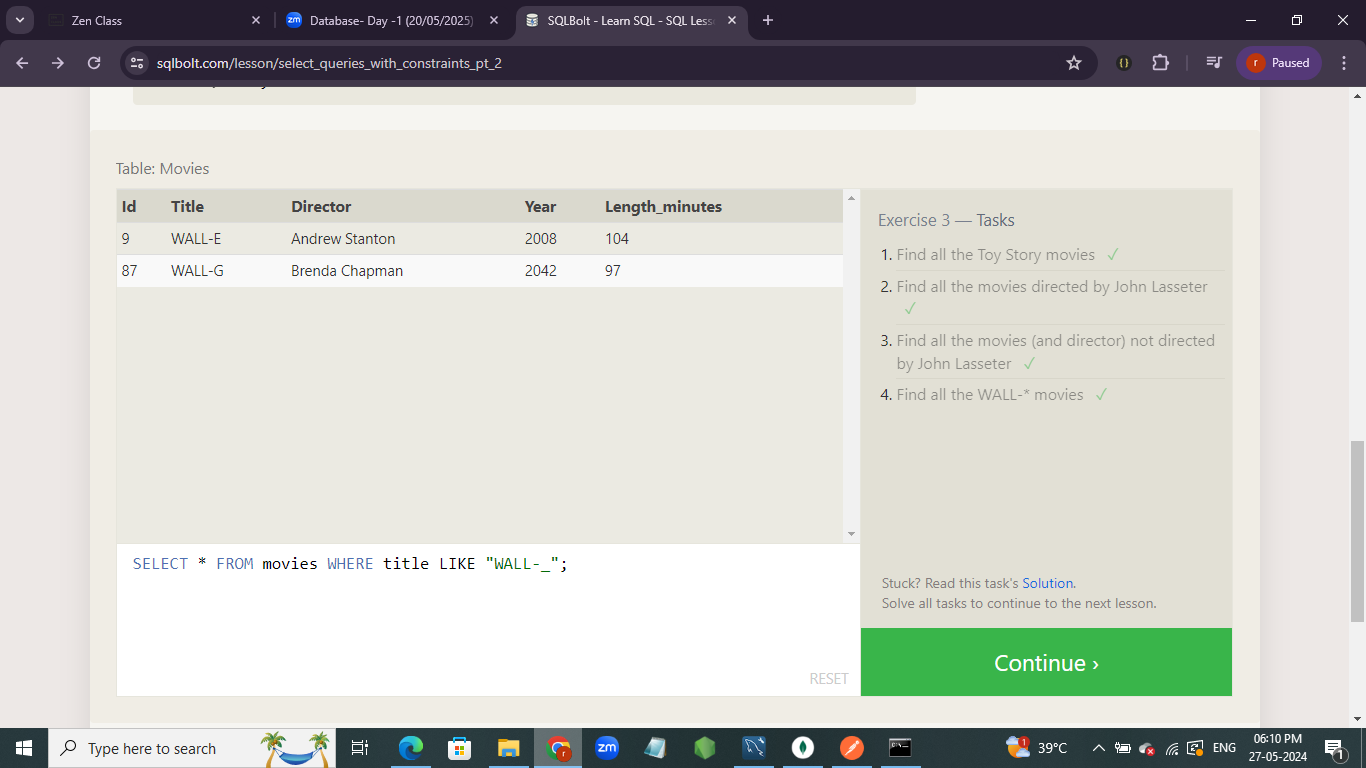 Zen Class
Database- Day -1 (20/05/2025)
SQLBolt - Learn SQL - SQL Less
sqlbolt.com/lesson/select_queries_with_constraints_pt_2
Paused
Table: Movies
Id Title Director Year Length_minutes
9 WALL-E Andrew Stanton 2008 104
87 WALL-G Brenda Chapman 2042 97
Exercise 3 — Tasks
1. Find all the Toy Story movies ✓
2. Find all the movies directed by John Lasseter
✓
3. Find all the movies (and director) not directed
by John Lasseter ✓
4. Find all the WALL-* movies ✓
SELECT * FROM movies WHERE title LIKE "WALL-_";
RESET
Stuck? Read this task's Solution.
Solve all tasks to continue to the next lesson.
Continue ›
Type here to search
zm
39°C
ENG
06:10 PM
27-05-2024
1